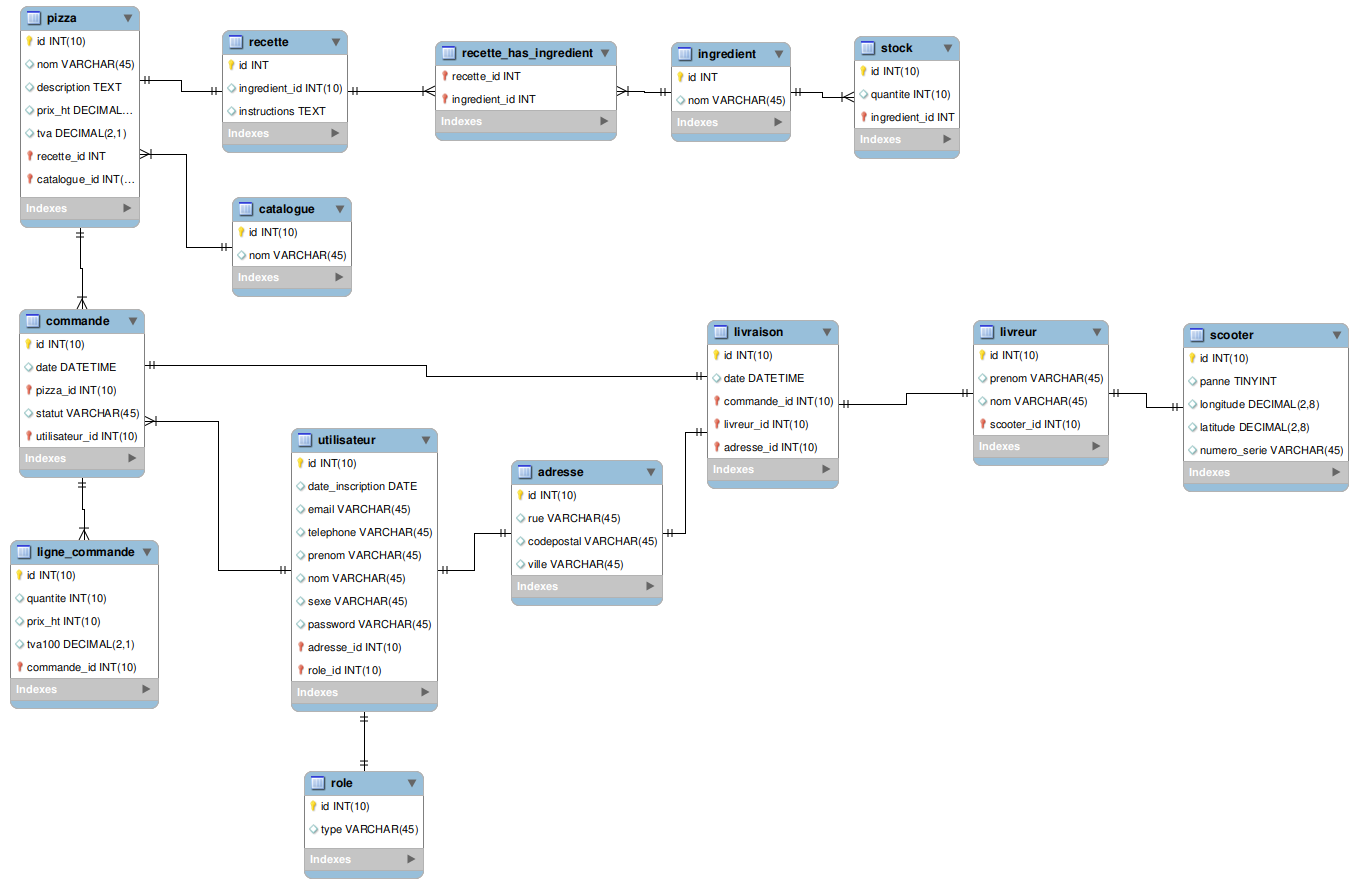 pizza
id INT(10)
nom VARCHAR(45)
description TEXT
prix_ht DECIMAL...
tva DECIMAL(2,1)
recette_id INT
catalogue_id INT(...
Indexes
recette
id INT
ingredient_id INT(10)
instructions TEXT
Indexes
recette_has_ingredient
recette_id INT
ingredient_id INT
Indexes
ingredient
id INT
nom VARCHAR(45)
Indexes
stock
id INT(10)
quantite INT(10)
ingredient_id INT
Indexes
catalogue
id INT(10)
nom VARCHAR(45)
Indexes
commande
id INT(10)
date DATETIME
pizza_id INT(10)
statut VARCHAR(45)
utilisateur_id INT(10)
Indexes
livraison
id INT(10)
date DATETIME
commande_id INT(10)
livreur_id INT(10)
adresse_id INT(10)
Indexes
livreur
id INT(10)
prenom VARCHAR(45)
nom VARCHAR(45)
scooter_id INT(10)
Indexes
scooter
id INT(10)
panne TINYINT
longitude DECIMAL(2,8)
latitude DECIMAL(2,8)
numero_serie VARCHAR(45)
Indexes
utilisateur
id INT(10)
date_inscription DATE
email VARCHAR(45)
telephone VARCHAR(45)
prenom VARCHAR(45)
nom VARCHAR(45)
sexe VARCHAR(45)
password VARCHAR(45)
adresse_id INT(10)
role_id INT(10)
Indexes
adresse
id INT(10)
rue VARCHAR(45)
codepostal VARCHAR(45)
ville VARCHAR(45)
Indexes
ligne_commande
id INT(10)
quantite INT(10)
prix_ht INT(10)
tva100 DECIMAL(2,1)
commande_id INT(10)
Indexes
role
id INT(10)
type VARCHAR(45)
Indexes